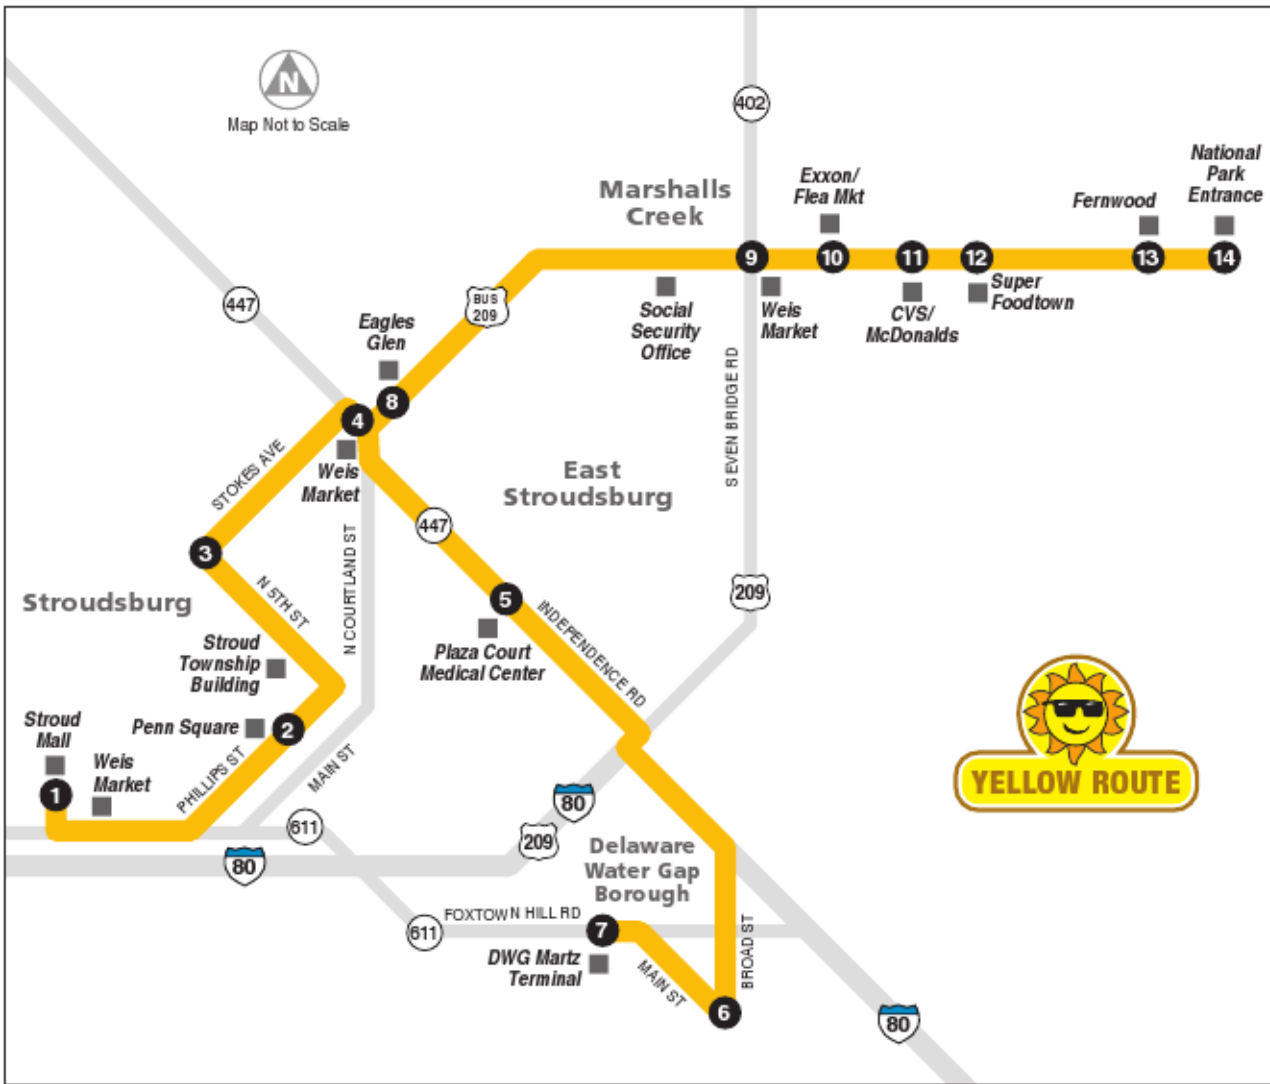 N
Map Not to Scale
402
National
Park
Entrance
Exxon/
Flea Mkt
Fernwood
Marshalls
Creek
9
10
11
12
13
14
447
BUS
209
Social
Security
Office
Weis
Market
CVS/
McDonalds
Super
Foodtown
Eagles
Glen
8
4
SEVEN BRIDGE RD
STOKES AVE
Weis
Market
East
Stroudsburg
447
3
N 5TH ST
N COURTLAND ST
Stroudsburg
5
INDEPENDENCE RD
209
Plaza Court
Medical Center
Stroud
Township
Building
Penn Square
2
Stroud
Mall
Weis
Market
1
PHILLIPS ST
MAIN ST
YELLOW ROUTE
80
611
209
80
Delaware
Water Gap
Borough
FOXTOWN HILL RD
611
7
DWG Martz
Terminal
MAIN ST
BROAD ST
6
80